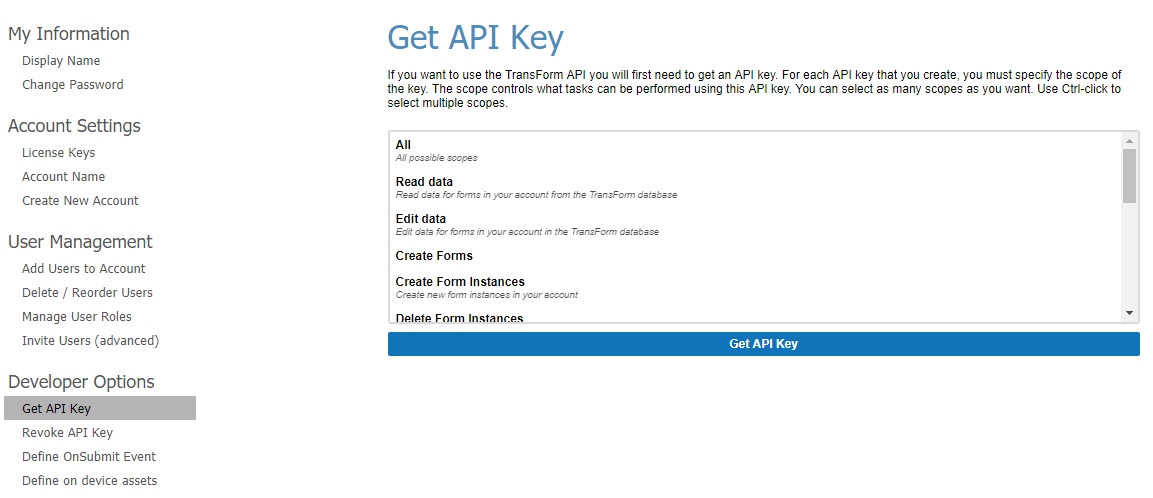 My Information
Display Name
Change Password
Account Settings
License Keys
Account Name
Create New Account
User Management
Add Users to Account
Delete / Reorder Users
Manage User Roles
Invite Users (advanced)
Developer Options
Get API Key
Revoke API Key
Define OnSubmit Event
Define on device assets
Get API Key
If you want to use the TransForm API you will first need to get an API key. For each API key that you create, you must specify the scope of
the key. The scope controls what tasks can be performed using this API key. You can select as many scopes as you want. Use Ctrl-click to
select multiple scopes.
All
All possible scopes
Read data
Read data for forms in your account from the TransForm database
Edit data
Edit data for forms in your account in the TransForm database
Create Forms
Create Form Instances
Create new form instances in your account
Delete Form Instances
Get API Key